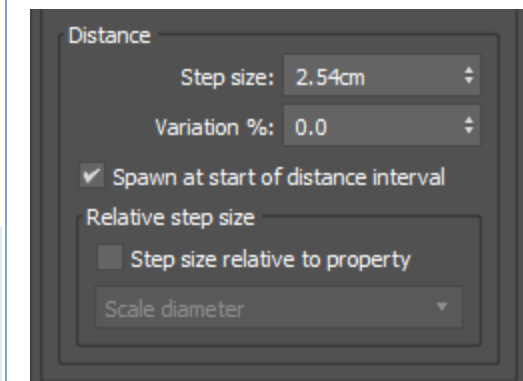 Distance
Step size: 2.54cm
Variation %: 0.0
Spawn at start of distance interval
Relative step size
Step size relative to property
Scale diameter